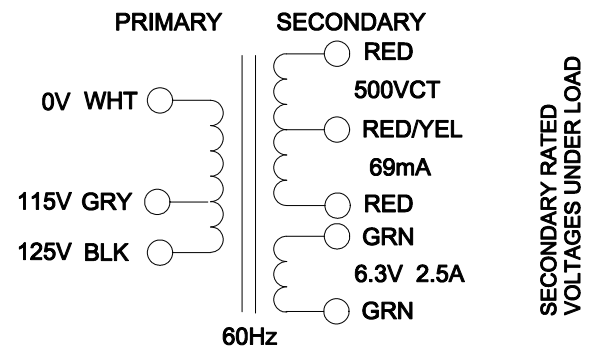 PRIMARY
SECONDARY
0V WHT
115V GRY
125V BLK
RED
500VCT
RED/YEL
69mA
RED
GRN
6.3V 2.5A
GRN
60Hz
SECONDARY RATED
VOLTAGES UNDER LOAD